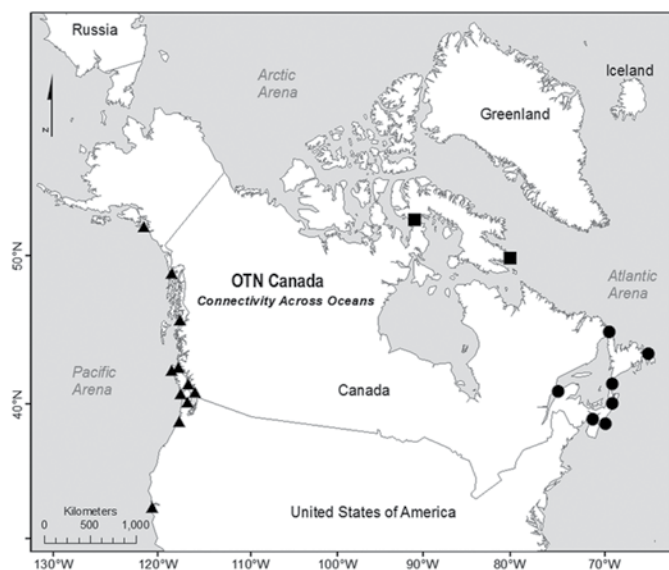 Russia
Arctic
Arena
Iceland
Greenland
N
50°N
OTN Canada
Connectivity Across Oceans
Atlantic
Arena
Pacific
Arena
Canada
40°N
Kilometers
0 500 1,000
United States of America
130°W 120°W 110°W 100°W 90°W 80°W 70°W